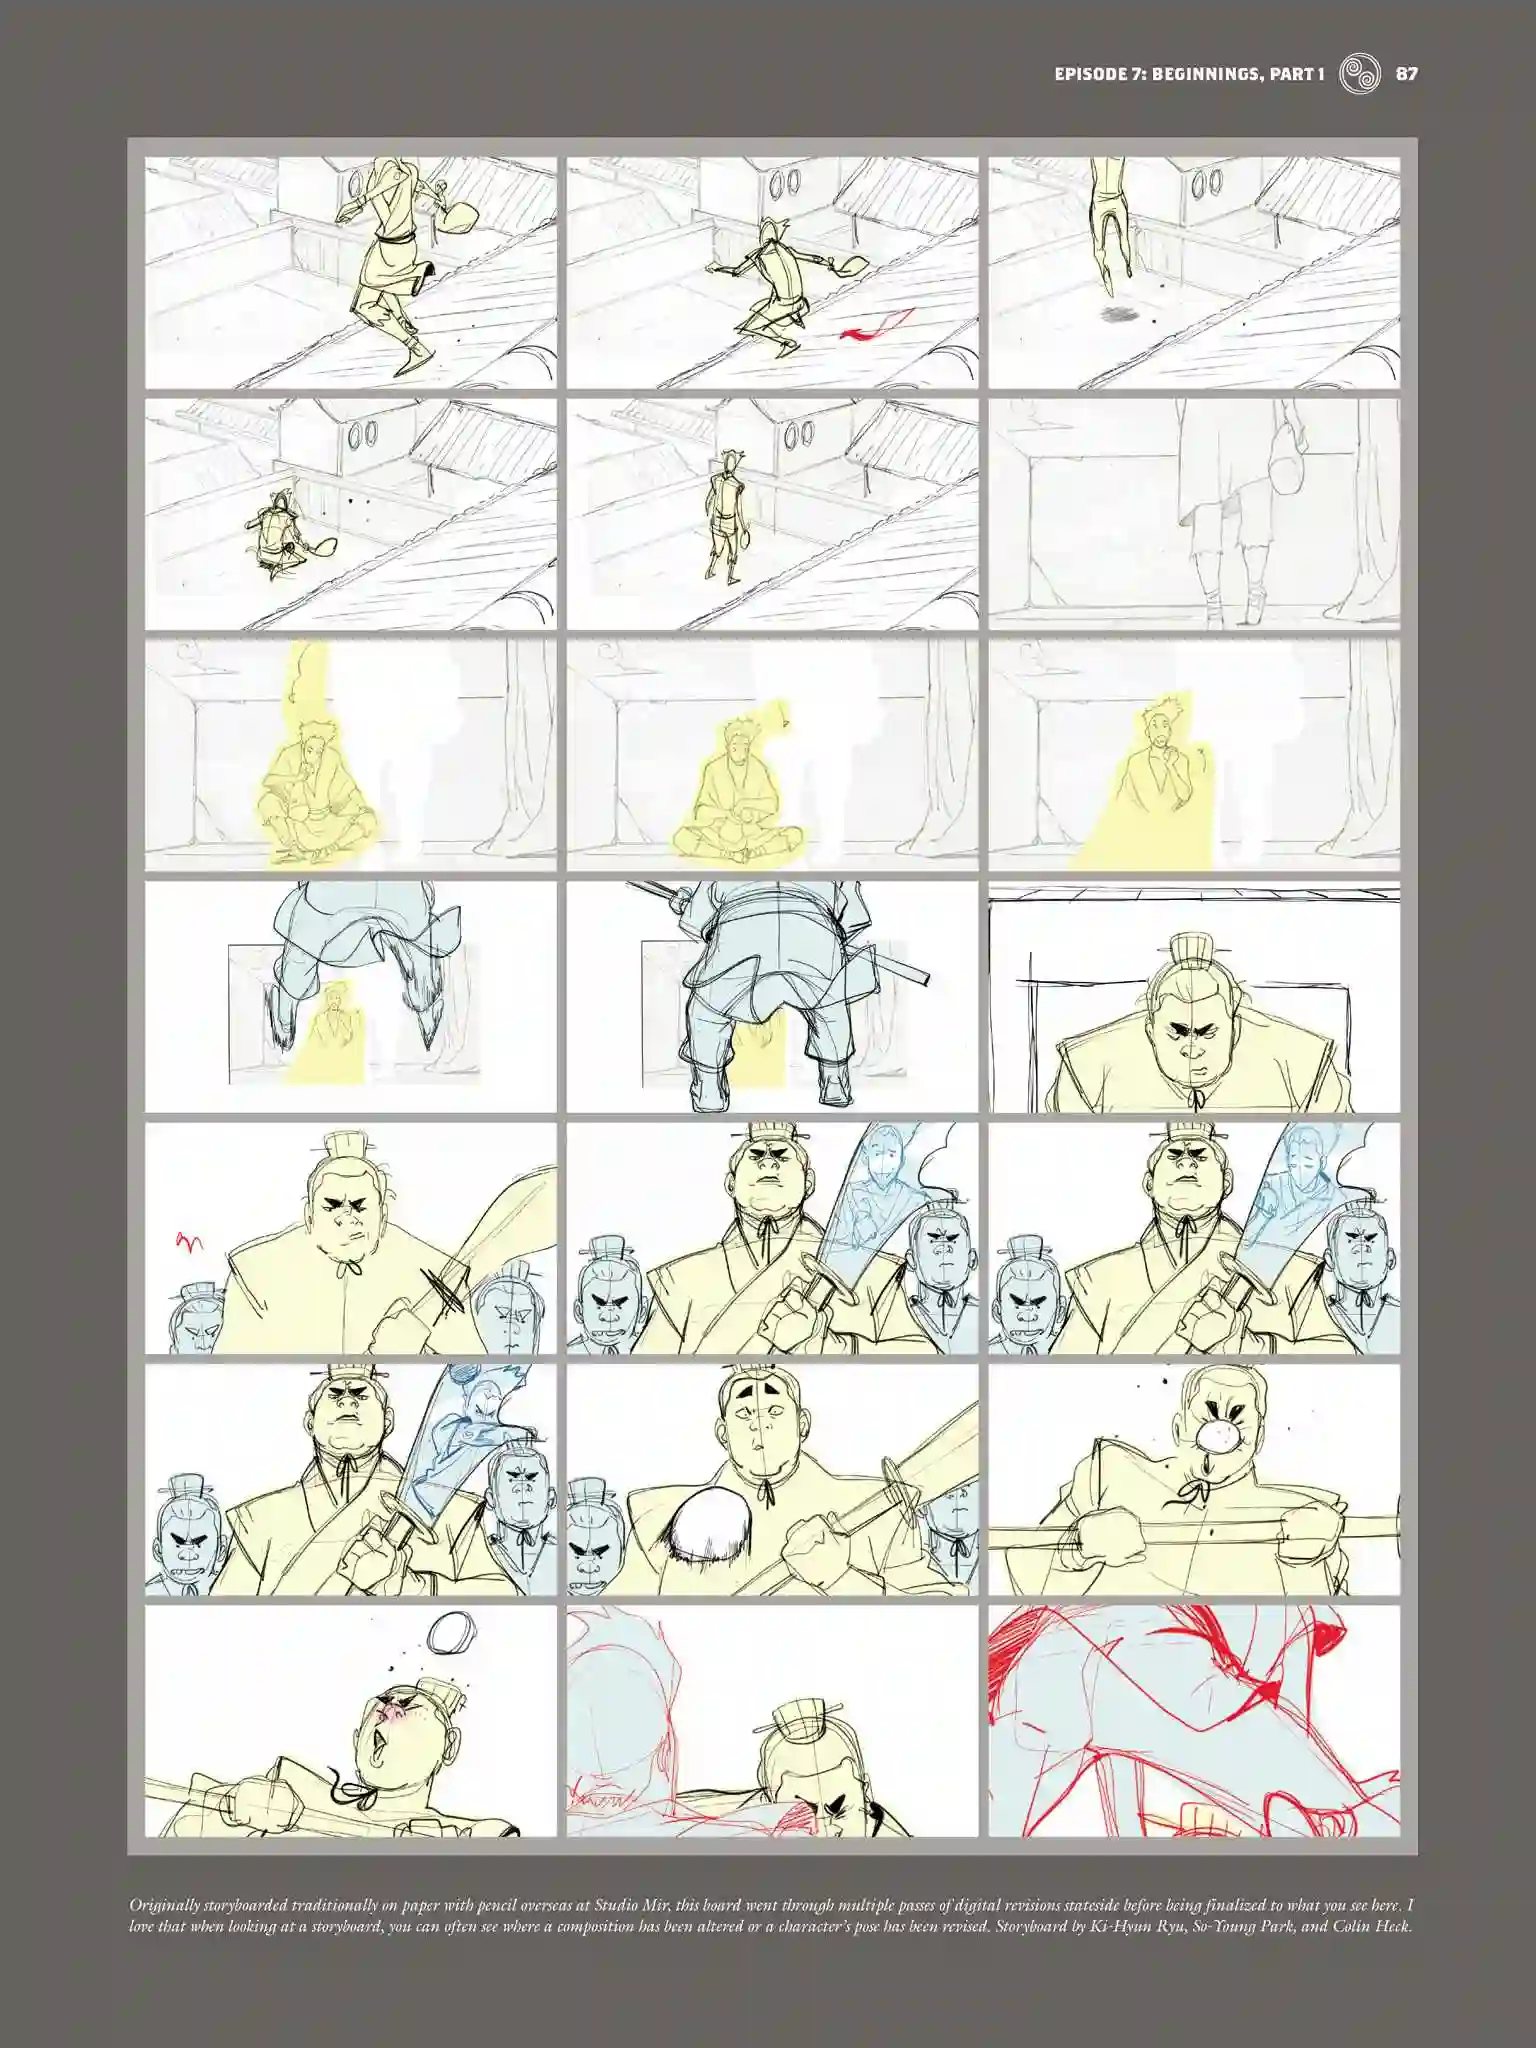 EPISODE 7: BEGINNINGS, PART 1 87
Originally storyboarded traditionally on paper with pencil overseas at Studio Mir, this board went through multiple passes of digital revisions stateside before being finalized to what you see here. I
love that when looking at a storyboard, you can often see where a composition has been altered or a character's pose has been revised. Storyboard by Ki-Hyun Ryu, So-Young Park, and Colin Heck.